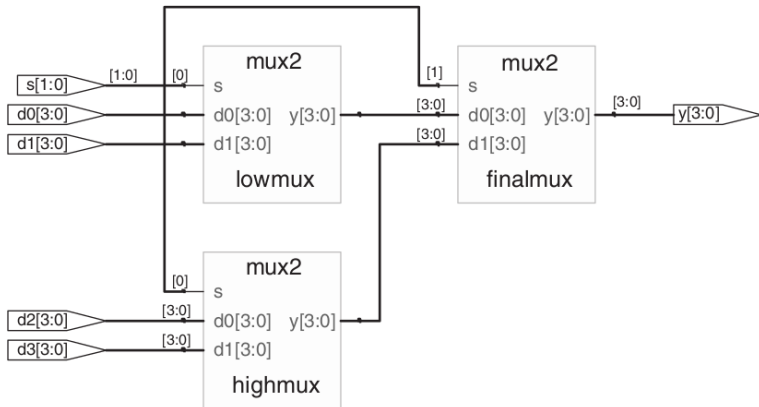 mux2
mux2
[1:0]
[0]
[1]
s[1:0]
s
s
d0[3:0]
d0[3:0]
y[3:0]
[3:0]
d0[3:0]
y[3:0]
[3:0]
y[3:0]
d1[3:0]
d1[3:0]
[3:0]
d1[3:0]
lowmux
finalmux
mux2
[0]
s
d2[3:0]
[3:0]
d0[3:0]
y[3:0]
d3[3:0]
[3:0]
d1[3:0]
highmux